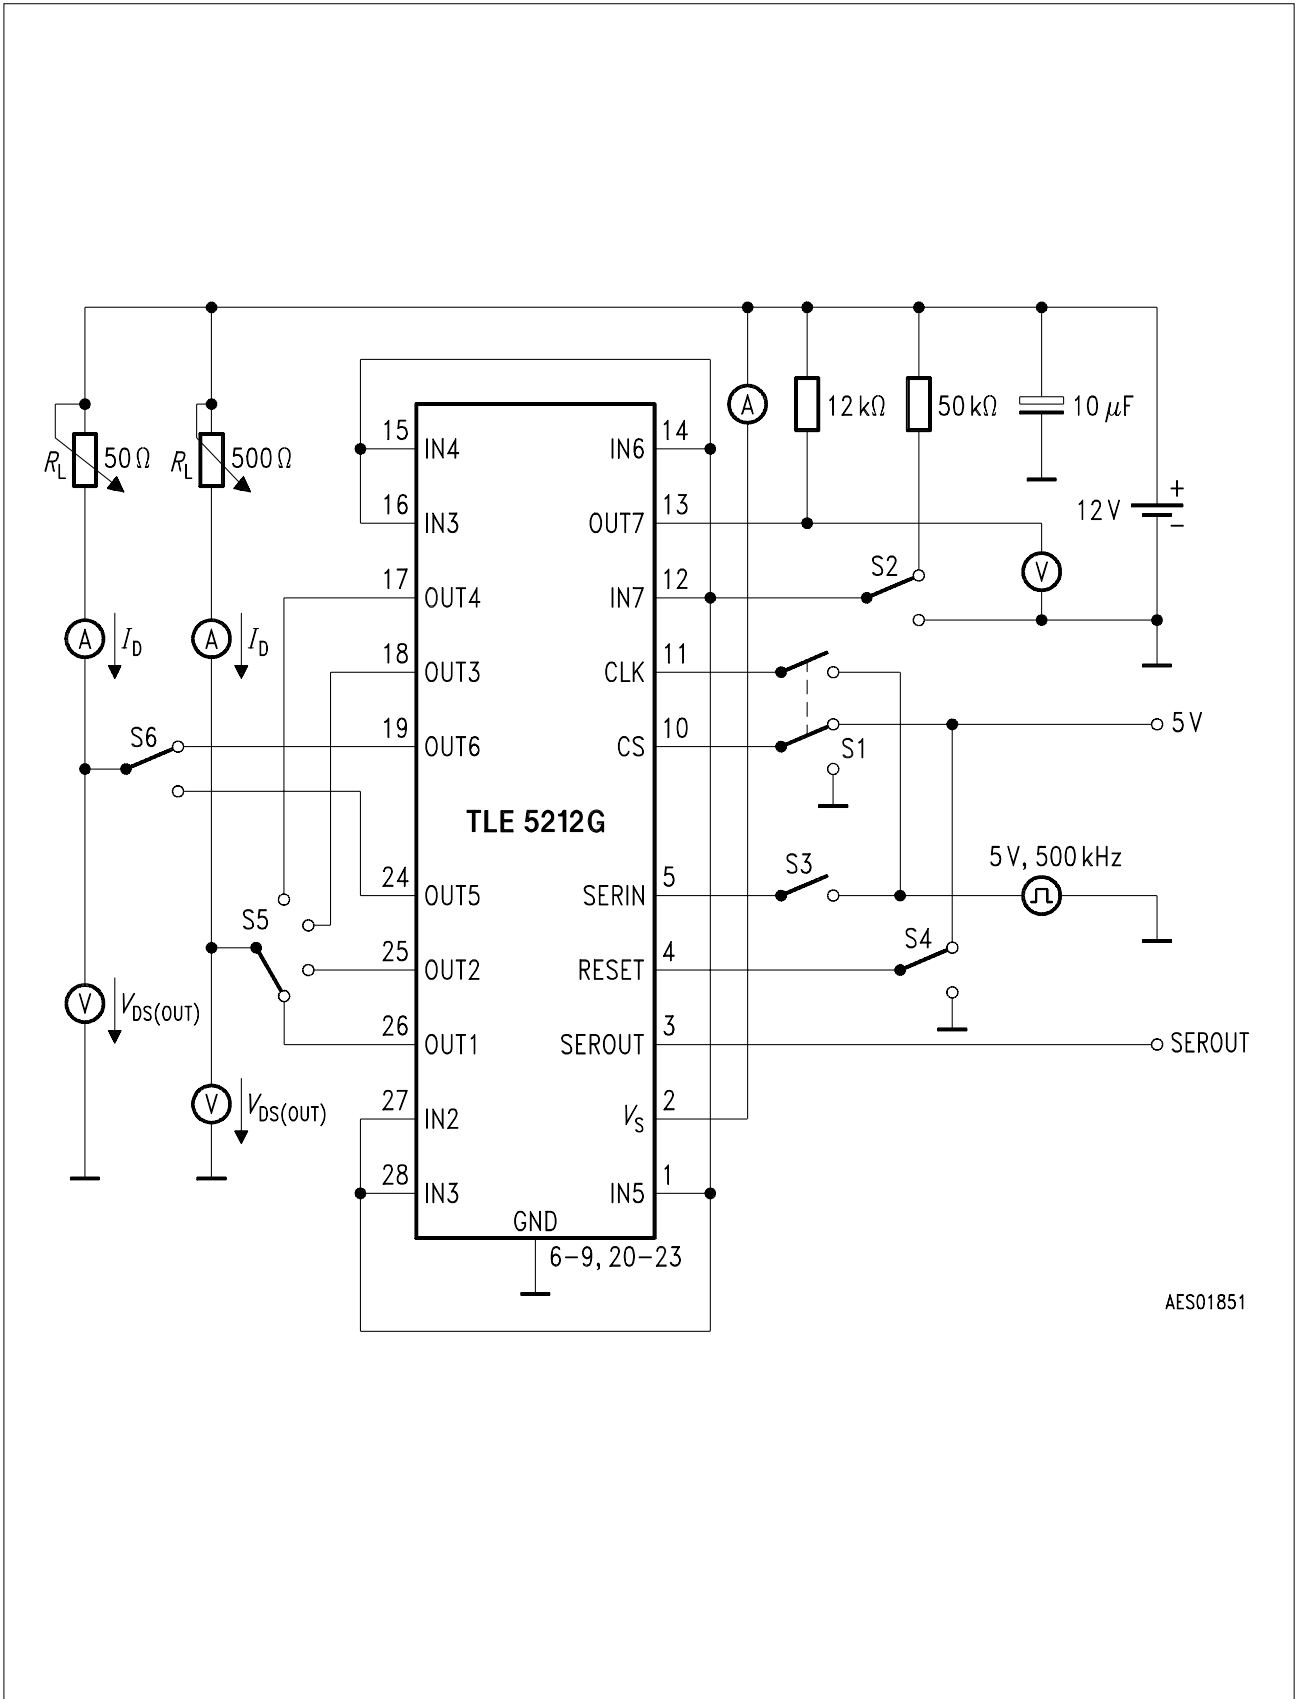 A
12 kΩ
50 kΩ
10 µF
RL
50 Ω
RL
500 Ω
15
IN4
14
IN6
16
IN3
13
OUT7
12 V
+
−
17
OUT4
12
IN7
S2
V
A
ID
A
ID
18
OUT3
11
CLK
S6
19
OUT6
10
CS
S1
5 V
TLE 5212G
5 V, 500 kHz
24
OUT5
5
SERIN
S3
S5
25
OUT2
4
RESET
S4
V
VDS(OUT)
26
OUT1
3
SEROUT
SEROUT
V
VDS(OUT)
27
IN2
2
VS
28
IN3
1
IN5
GND
6−9, 20−23
AES01851